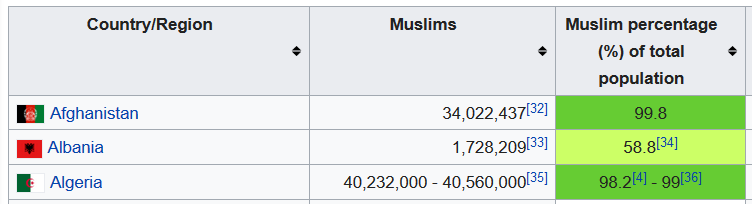 Country/Region Muslims Muslim percentage
(%) of total
population
Afghanistan 34,022,437[32] 99.8
Albania 1,728,209[33] 58.8[34]
Algeria 40,232,000 - 40,560,000[35] 98.2[4] - 99[36]